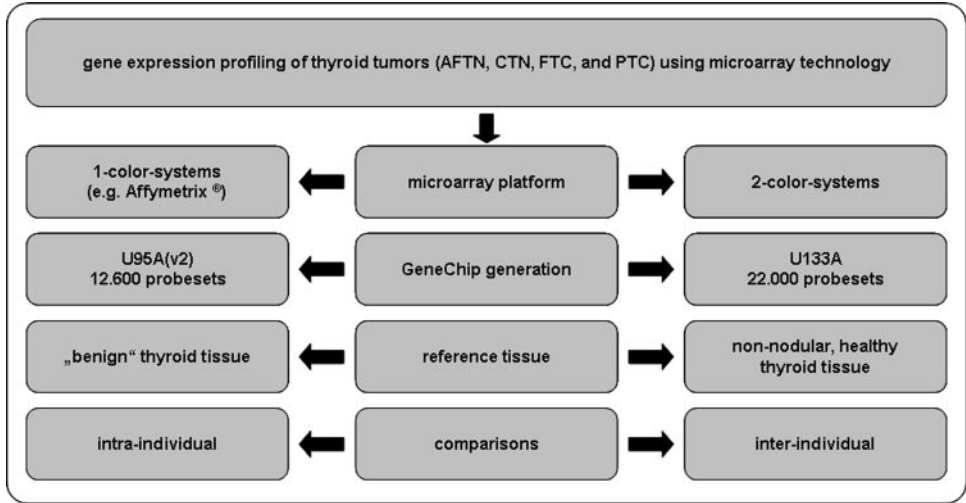 gene expression profiling of thyroid tumors (AFTN, CTN, FTC, and PTC) using microarray technology
1-color-systems
(e.g. Affymetrix ®)
microarray platform
2-color-systems
U95A(v2)
12.600 probesets
GeneChip generation
U133A
22.000 probesets
„benign“ thyroid tissue
reference tissue
non-nodular, healthy
thyroid tissue
intra-individual
comparisons
inter-individual